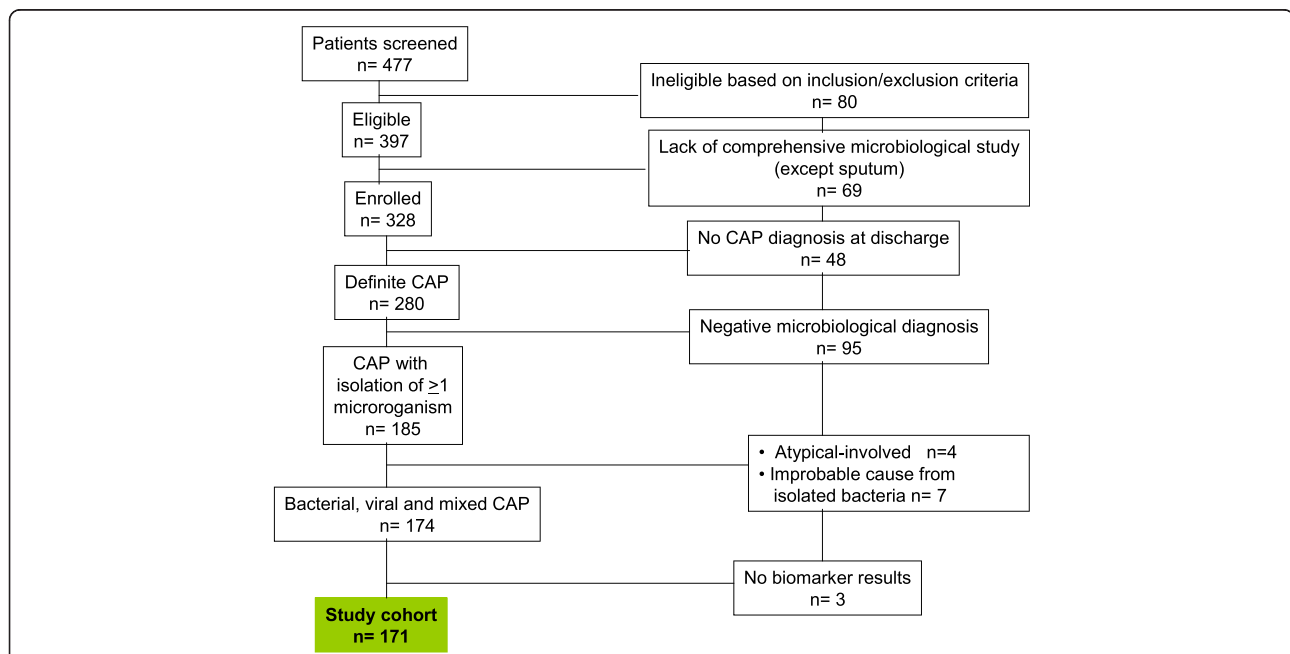 Patients screened
n= 477
Ineligible based on inclusion/exclusion criteria
n= 80
Eligible
n= 397
Lack of comprehensive microbiological study
(except sputum)
n= 69
Enrolled
n= 328
No CAP diagnosis at discharge
n= 48
Definite CAP
n= 280
Negative microbiological diagnosis
n= 95
CAP with
isolation of ≥1
microroganism
n= 185
• Atypical-involved n=4
• Improbable cause from
isolated bacteria n= 7
Bacterial, viral and mixed CAP
n= 174
No biomarker results
n= 3
Study cohort
n= 171